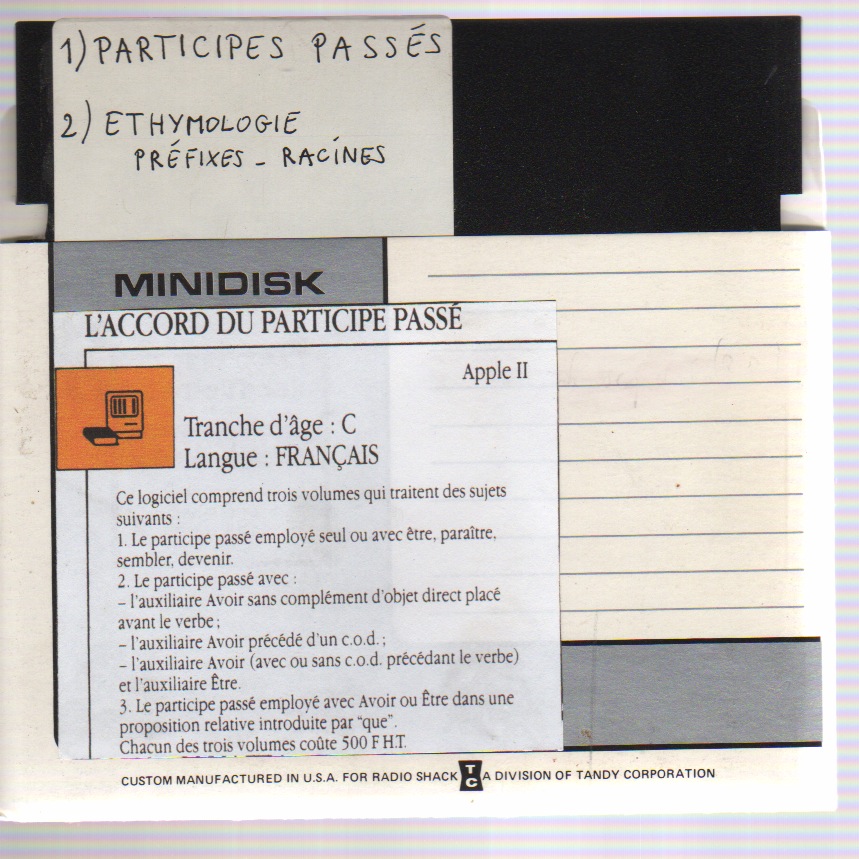 1) PARTICIPES PASSÉS
2) ETHYMOLOGIE
PRÉFIXES - RACINES
MINIDISK
L'ACCORD DU PARTICIPE PASSÉ
Apple II
Tranche d'âge : C
Langue : FRANÇAIS
Ce logiciel comprend trois volumes qui traitent des sujets
suivants :
1. Le participe passé employé seul ou avec être, paraître,
sembler, devenir.
2. Le participe passé avec :
– l'auxiliaire Avoir sans complément d'objet direct placé
avant le verbe ;
– l'auxiliaire Avoir précédé d'un c.o.d. ;
– l'auxiliaire Avoir (avec ou sans c.o.d. précédant le verbe)
et l'auxiliaire Être.
3. Le participe passé employé avec Avoir ou Être dans une
proposition relative introduite par "que".
Chacun des trois volumes coûte 500 F H.T.
CUSTOM MANUFACTURED IN U.S.A. FOR RADIO SHACK TC A DIVISION OF TANDY CORPORATION